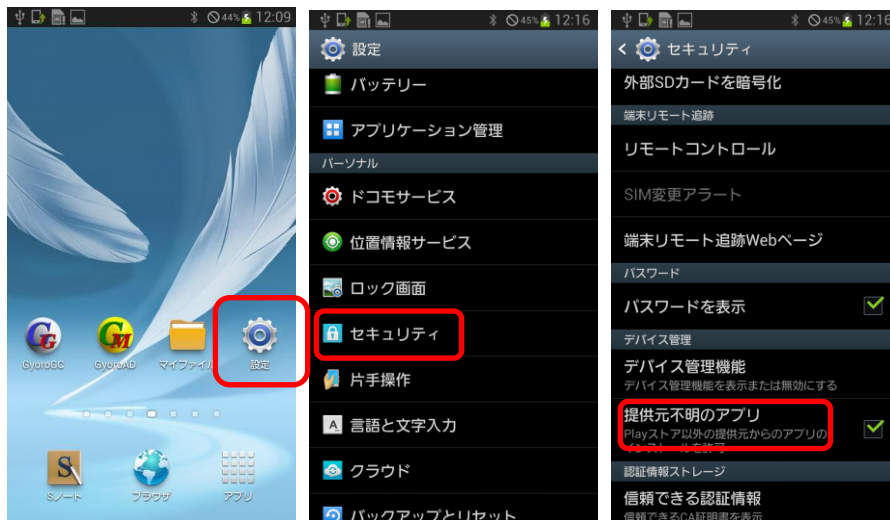 44% 12:09
GyoroGC
GyoroAD
マイファイル
設定
S
Sノート
ブラウザ
アプリ
45% 12:16
設定
バッテリー
アプリケーション管理
パーソナル
ドコモサービス
位置情報サービス
ロック画面
セキュリティ
片手操作
A 言語と文字入力
クラウド
バックアップとリセット
45% 12:16
セキュリティ
外部SDカードを暗号化
端末リモート追跡
リモートコントロール
SIM変更アラート
端末リモート追跡Webページ
パスワード
パスワードを表示
デバイス管理
デバイス管理機能
デバイス管理機能を表示または無効にする
提供元不明のアプリ
Playストア以外の提供元からのアプリの
インストールを許可
認証情報ストレージ
信頼できる認証情報
信頼できるCA証明書を表示